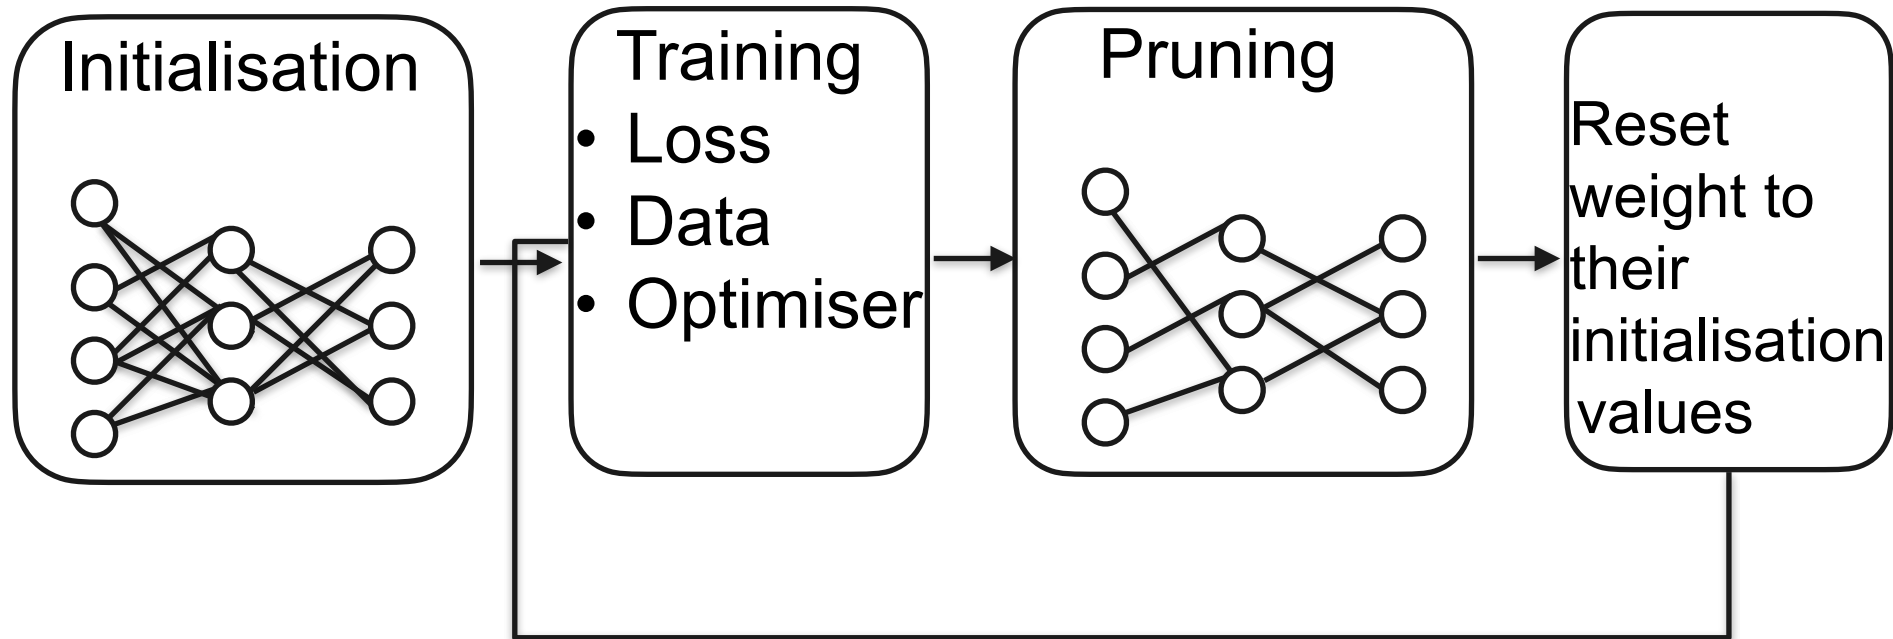 Initialisation
Training
• Loss
• Data
• Optimiser
Pruning
Reset
weight to
their
initialisation
values